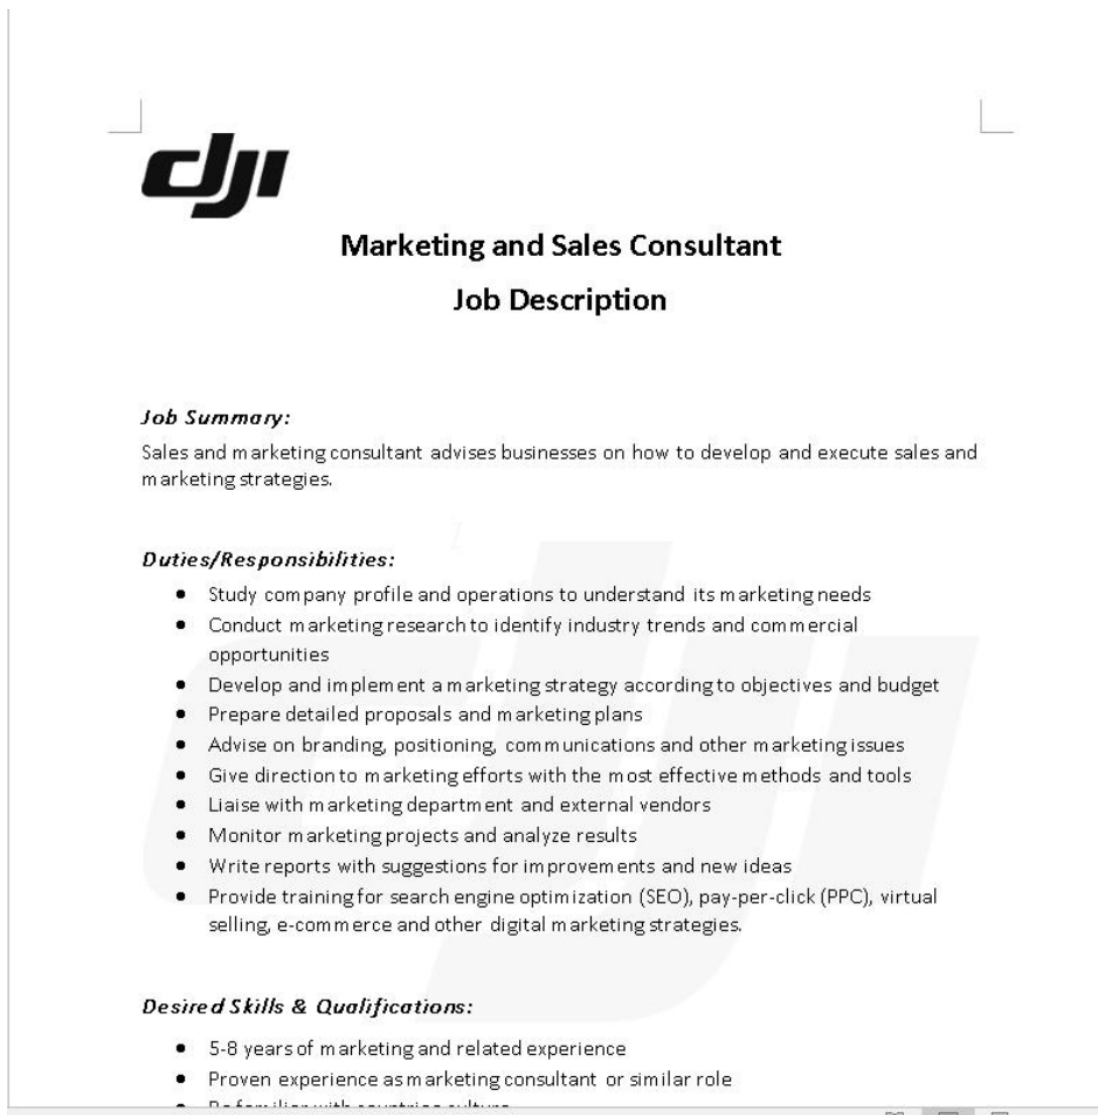 dji
Marketing and Sales Consultant
Job Description
Job Summary:
Sales and marketing consultant advises businesses on how to develop and execute sales and
marketing strategies.
Duties/Responsibilities:
• Study company profile and operations to understand its marketing needs
• Conduct marketing research to identify industry trends and commercial
opportunities
• Develop and implement a marketing strategy according to objectives and budget
• Prepare detailed proposals and marketing plans
• Advise on branding, positioning, communications and other marketing issues
• Give direction to marketing efforts with the most effective methods and tools
• Liaise with marketing department and external vendors
• Monitor marketing projects and analyze results
• Write reports with suggestions for improvements and new ideas
• Provide training for search engine optimization (SEO), pay-per-click (PPC), virtual
selling, e-commerce and other digital marketing strategies.
Desired Skills & Qualifications:
• 5-8 years of marketing and related experience
• Proven experience as marketing consultant or similar role